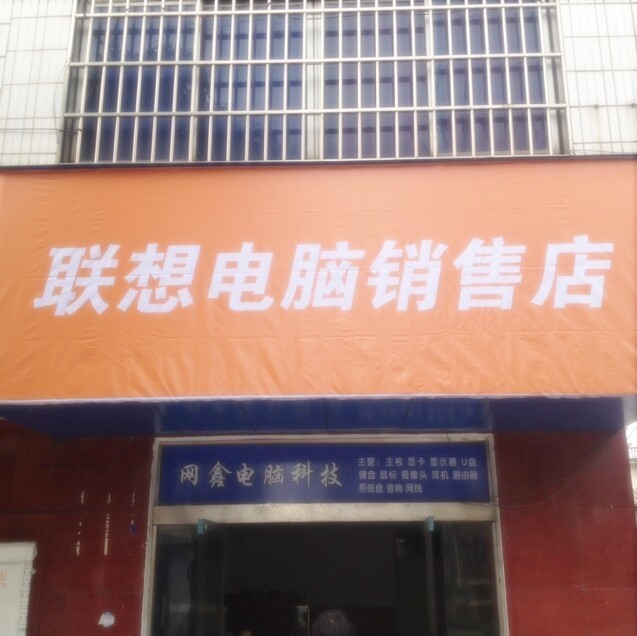 联想电脑销售店
网鑫电脑科技
主营：主板 显卡 显示器 U盘
键盘 鼠标 摄像头 耳机 路由器
系统盘 音响 网线